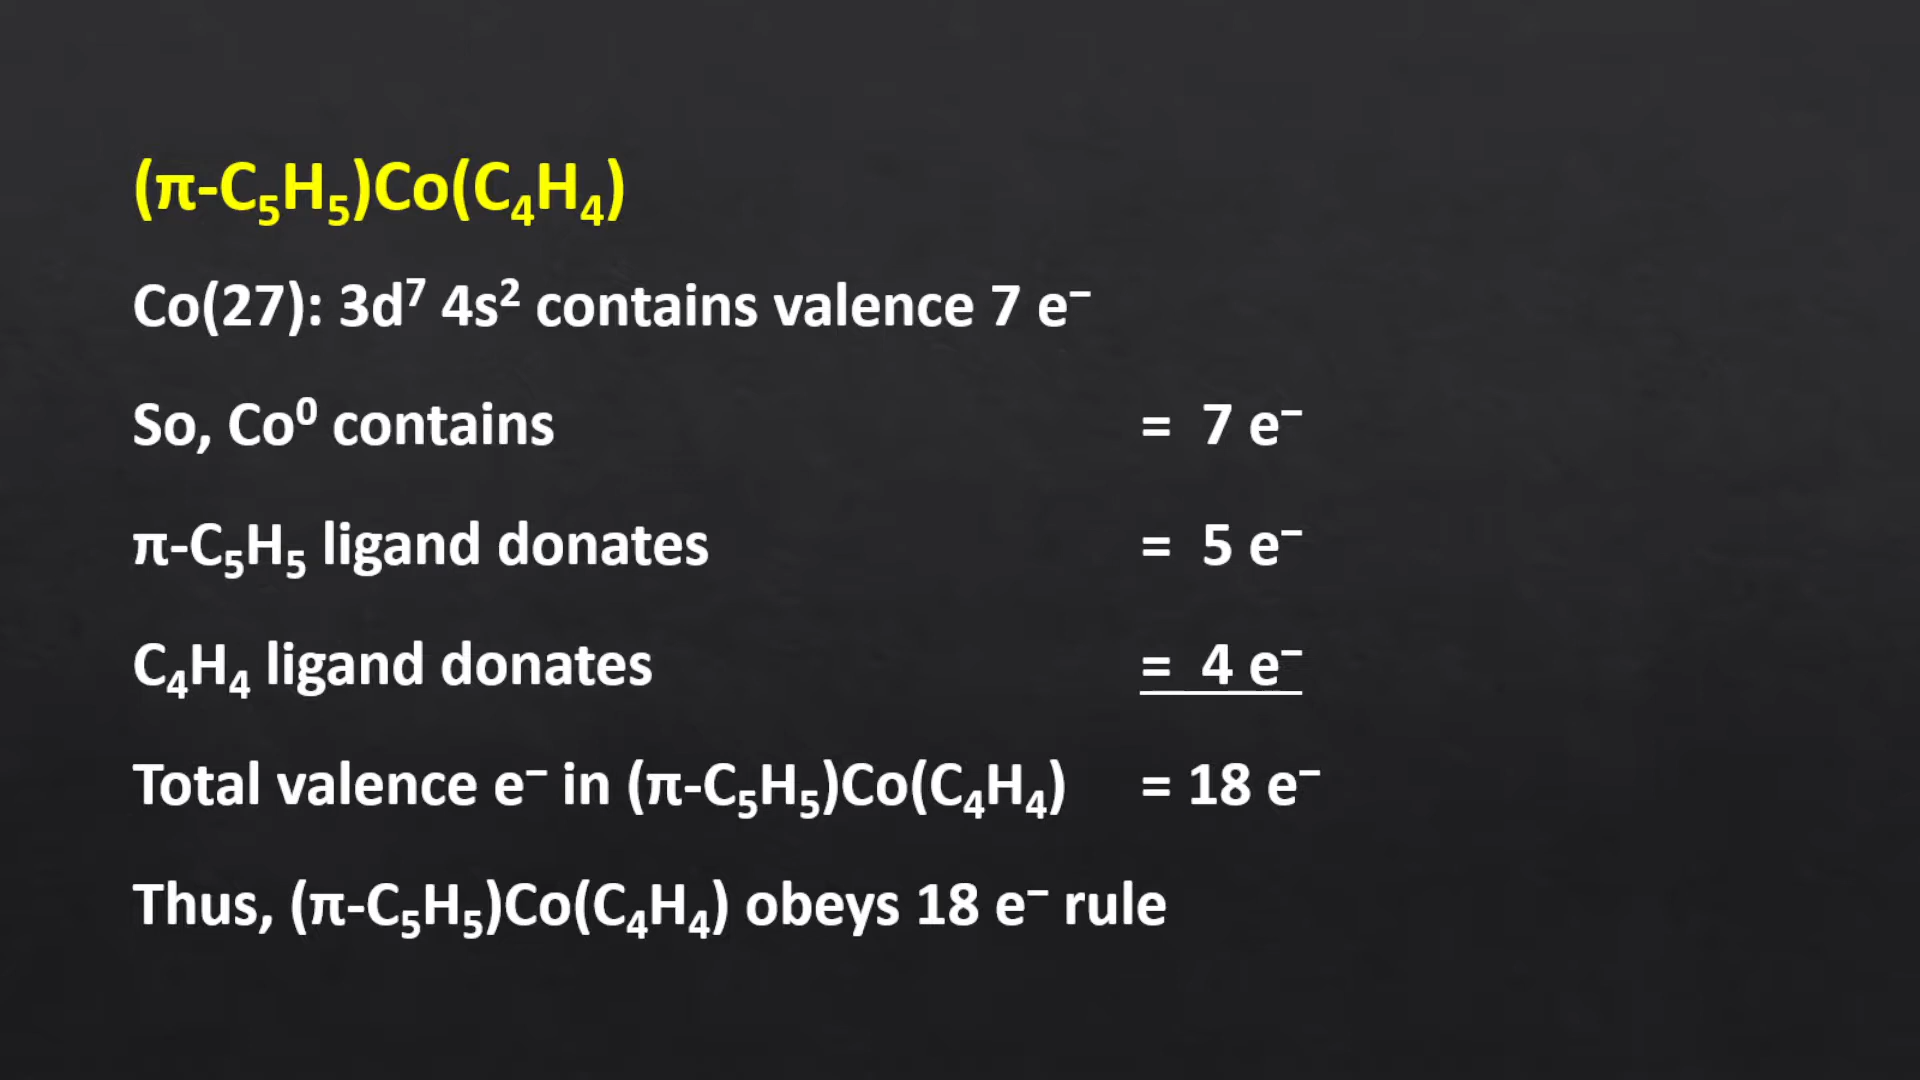 (π-C₅H₅)Co(C₄H₄)
Co(27): 3d⁷ 4s² contains valence 7 e⁻
So, Co⁰ contains = 7 e⁻
π-C₅H₅ ligand donates = 5 e⁻
C₄H₄ ligand donates = 4 e⁻
Total valence e⁻ in (π-C₅H₅)Co(C₄H₄) = 18 e⁻
Thus, (π-C₅H₅)Co(C₄H₄) obeys 18 e⁻ rule